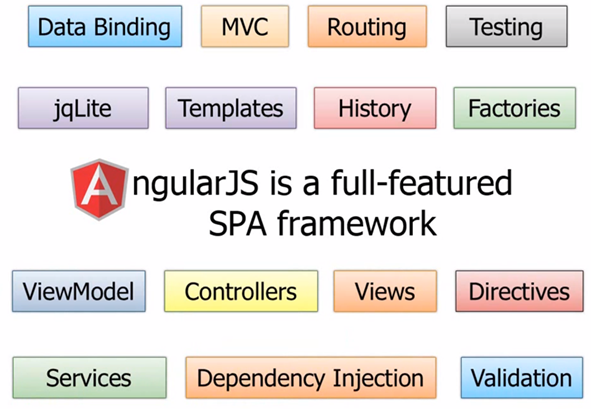 Data Binding MVC Routing Testing
jqLite Templates History Factories
AngularJS is a full-featured
SPA framework
ViewModel Controllers Views Directives
Services Dependency Injection Validation